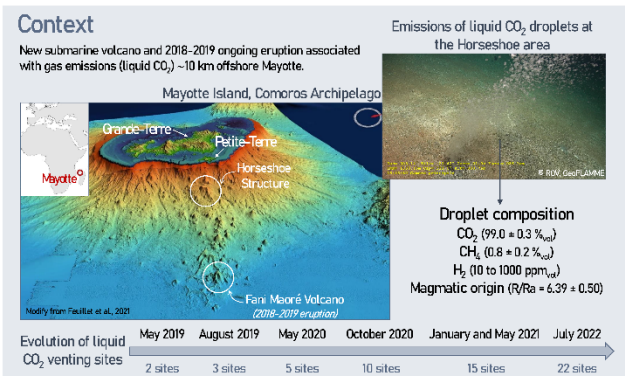 Context
New submarine volcano and 2018-2019 ongoing eruption associated
with gas emissions (liquid CO₂) ~10 km offshore Mayotte.
Emissions of liquid CO₂ droplets at
the Horseshoe area
Mayotte Island, Comoros Archipelago
Grande-Terre
Petite-Terre
Mayotte
Horseshoe
Structure
Fani Maoré Volcano
(2018-2019 eruption)
Modify from Feuillet et al., 2021
© ROV_GeoFLAMME
Droplet composition
CO₂ (99.0 ± 0.3 %vol)
CH₄ (0.8 ± 0.2 %vol)
H₂ (10 to 1000 ppmvol)
Magmatic origin (R/Ra = 6.39 ± 0.50)
Evolution of liquid
CO₂ venting sites
May 2019 August 2019 May 2020 October 2020 January and May 2021 July 2022
2 sites 3 sites 5 sites 10 sites 15 sites 22 sites